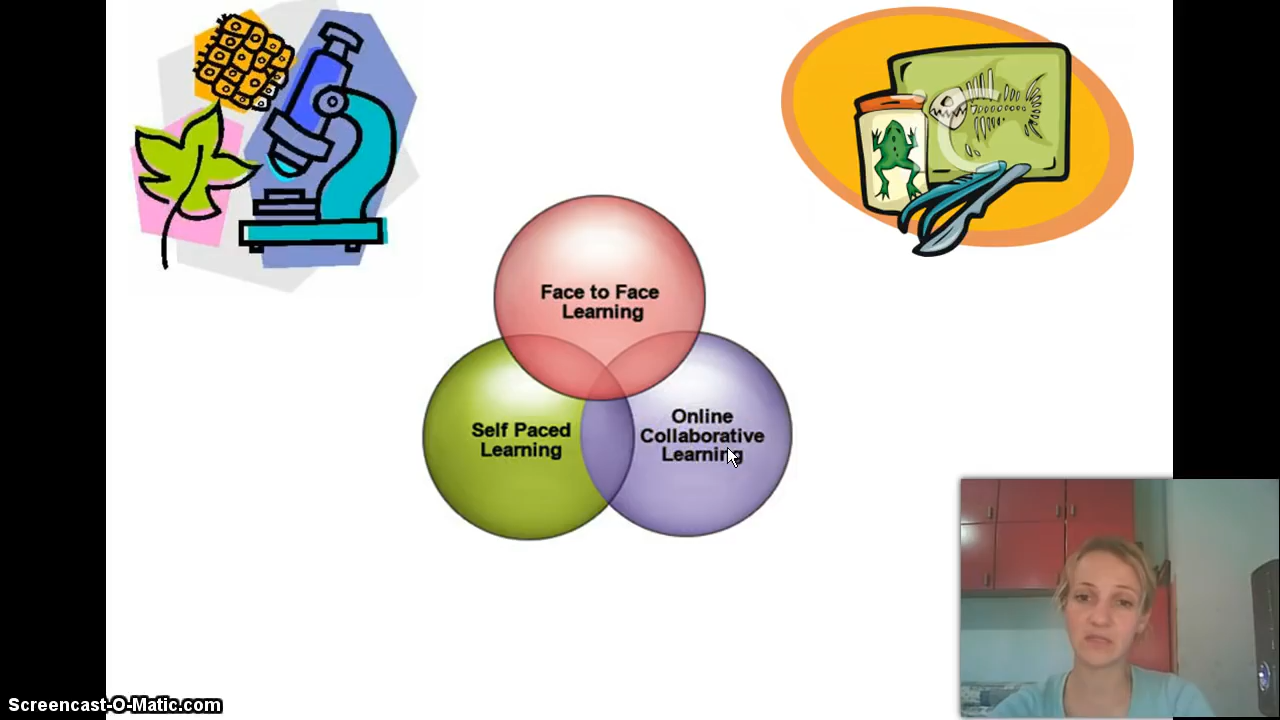 Face to Face
Learning
Self Paced
Learning
Online
Collaborative
Learning
Screencast-O-Matic.com